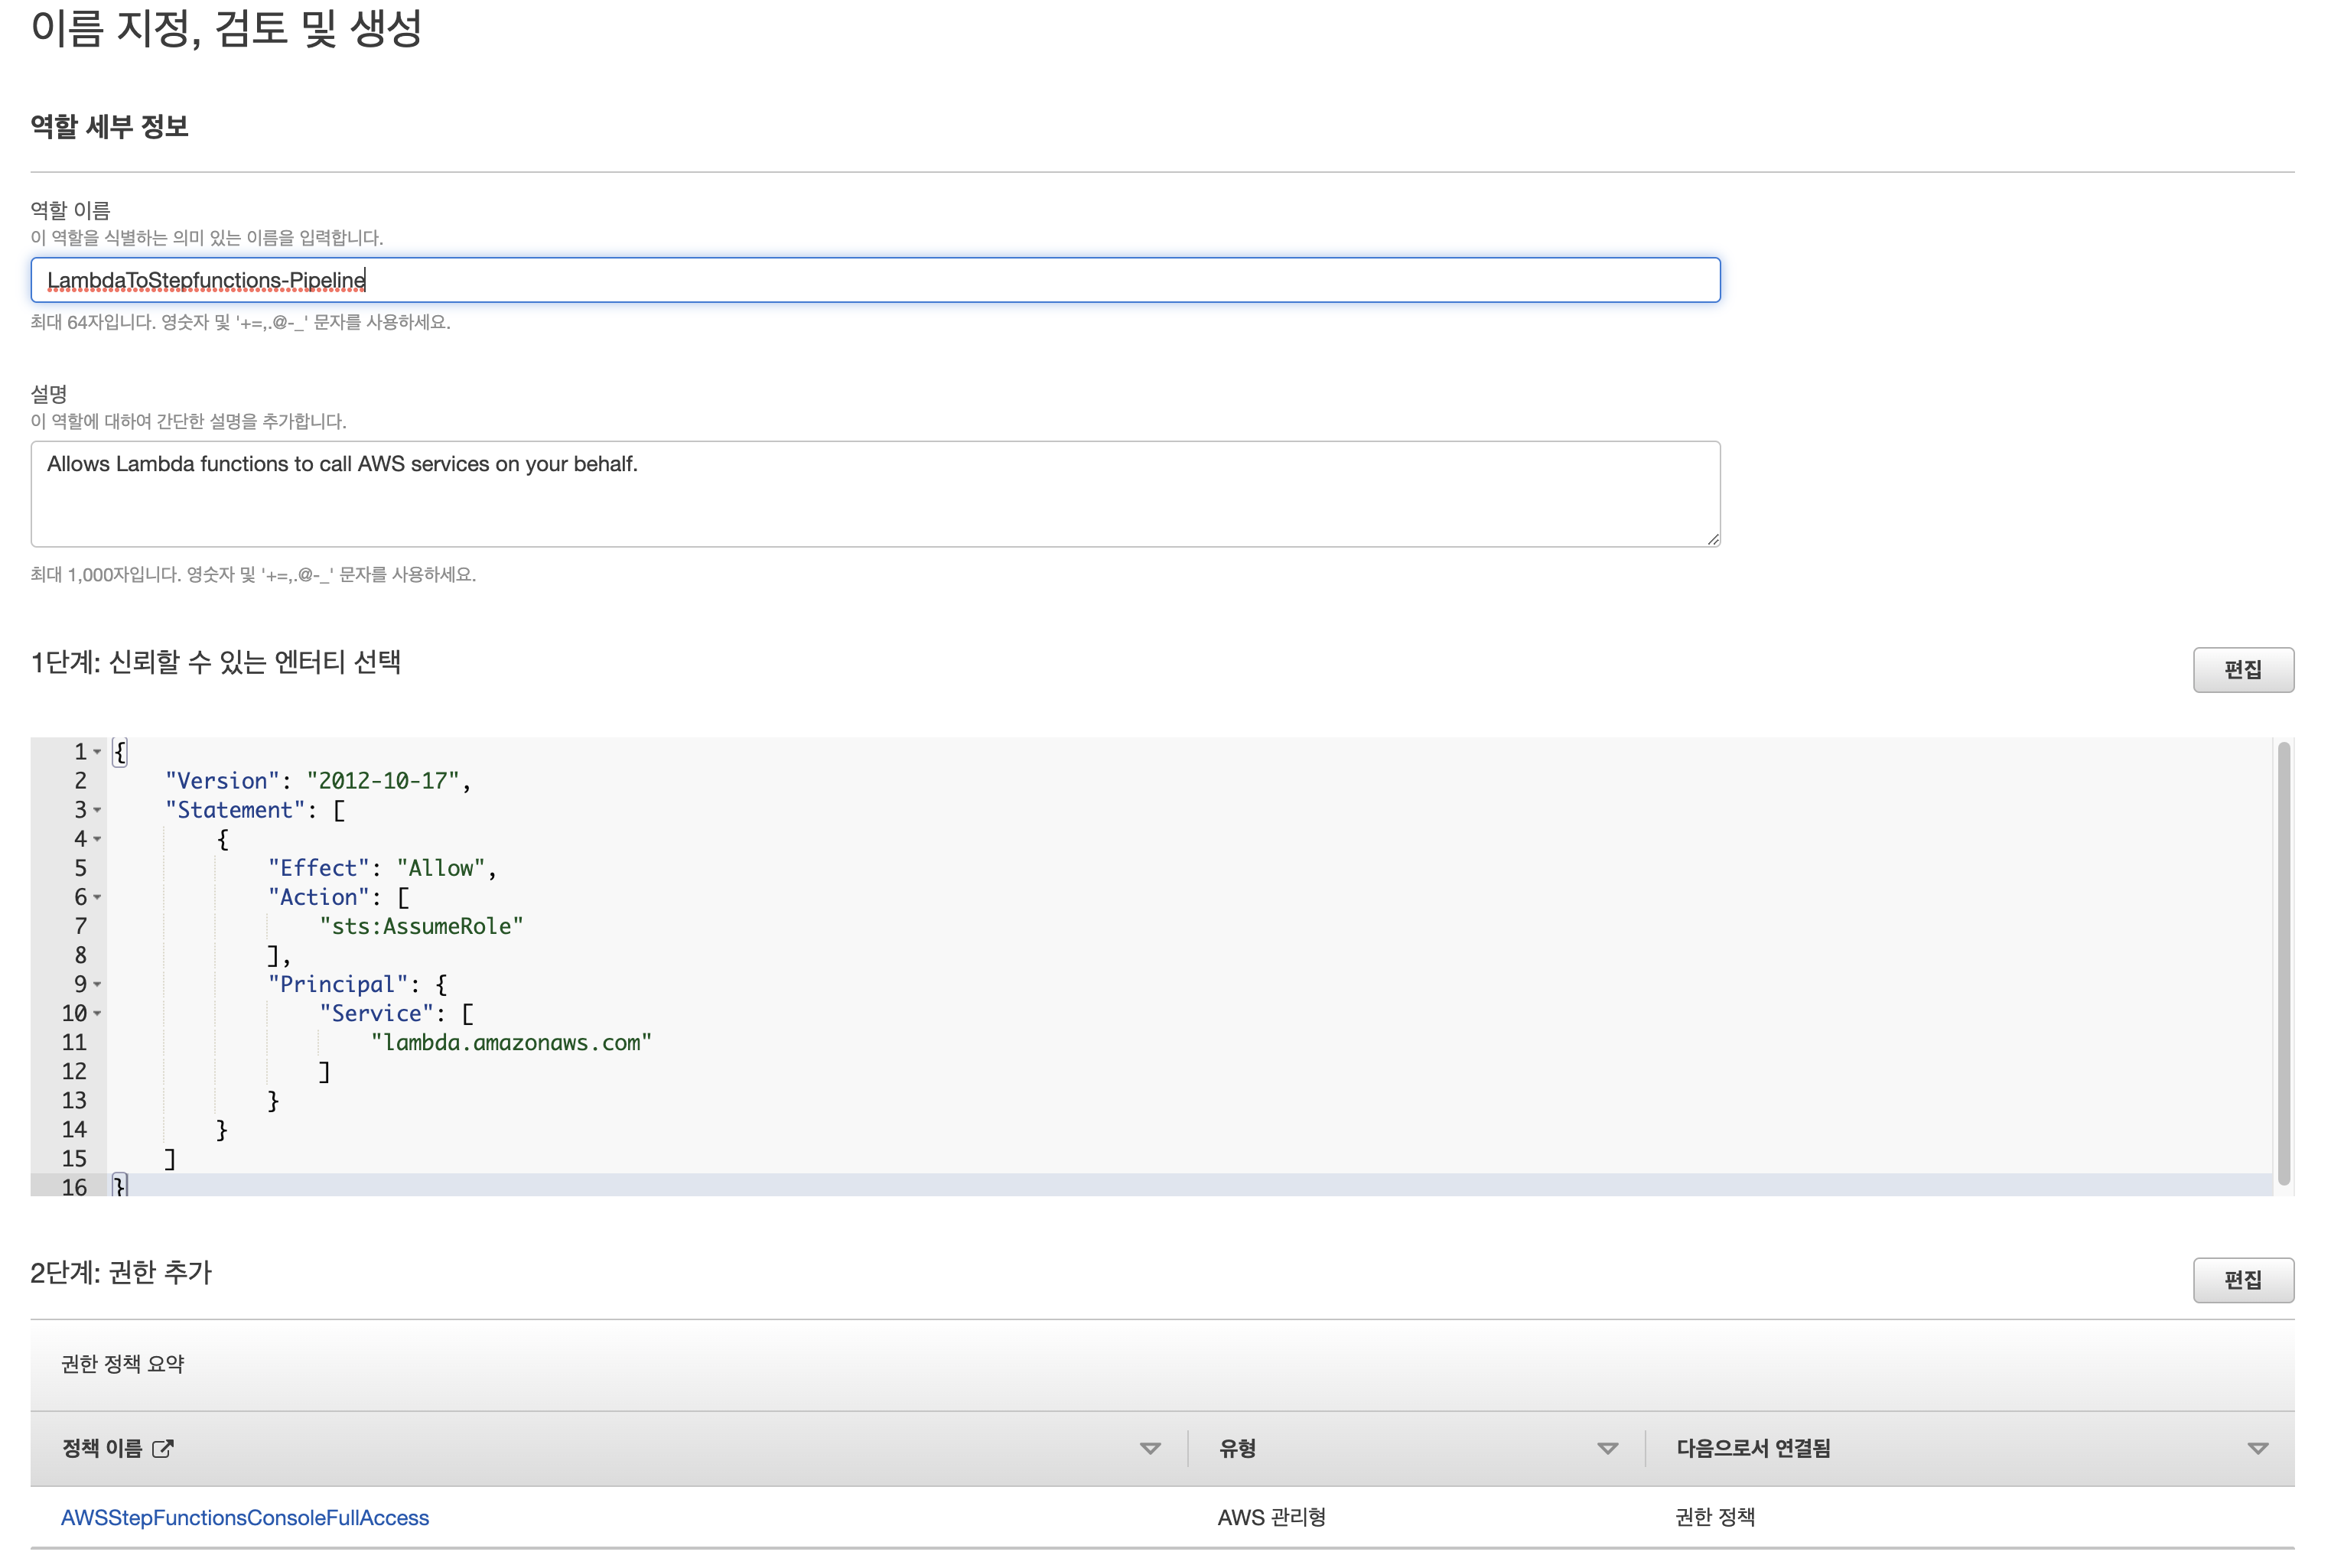 이름 지정, 검토 및 생성
역할 세부 정보
역할 이름
이 역할을 식별하는 의미 있는 이름을 입력합니다.
LambdaToStepfunctions-Pipeline
최대 64자입니다. 영숫자 및 '+=,.@-_' 문자를 사용하세요.
설명
이 역할에 대하여 간단한 설명을 추가합니다.
Allows Lambda functions to call AWS services on your behalf.
최대 1,000자입니다. 영숫자 및 '+=,.@-_' 문자를 사용하세요.
1단계: 신뢰할 수 있는 엔터티 선택 편집
1 {
2     "Version": "2012-10-17",
3     "Statement": [
4         {
5             "Effect": "Allow",
6             "Action": [
7                 "sts:AssumeRole"
8             ],
9             "Principal": {
10                 "Service": [
11                     "lambda.amazonaws.com"
12                 ]
13             }
14         }
15     ]
16 }
2단계: 권한 추가 편집
권한 정책 요약
정책 이름 유형 다음으로서 연결됨
AWSStepFunctionsConsoleFullAccess AWS 관리형 권한 정책